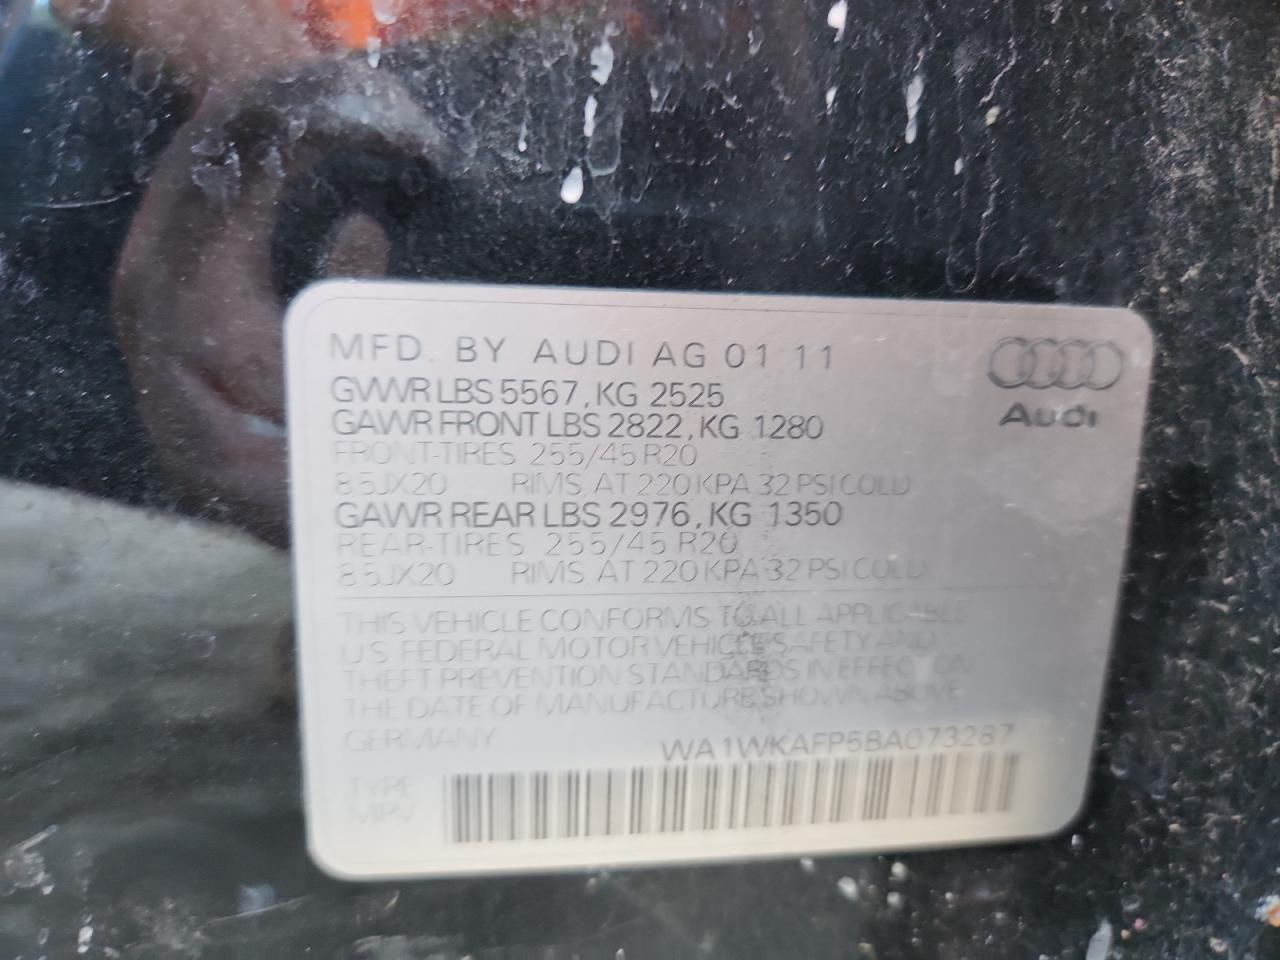 MFD. BY AUDI AG 01 11
GVWR LBS 5567, KG 2525
GAWR FRONT LBS 2822, KG 1280
FRONT-TIRES 255/45 R20
8.5JX20 RIMS, AT 220 KPA 32 PSI COLD
GAWR REAR LBS 2976, KG 1350
REAR-TIRES 255/45 R20
8.5JX20 RIMS, AT 220 KPA 32 PSI COLD
Audi
THIS VEHICLE CONFORMS TO ALL APPLICABLE
U S FEDERAL MOTOR VEHICLE SAFETY AND
THEFT PREVENTION STANDARDS IN EFFECT ON
THE DATE OF MANUFACTURE SHOWN ABOVE
GERMANY WA1WKAFP5BA073287
TYPE
MPV